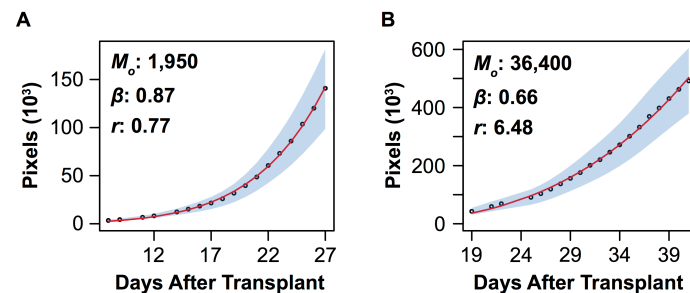 A
Mo: 1,950
β: 0.87
r: 0.77
Pixels (10³)
150
100
50
0
12 17 22 27
Days After Transplant
B
Mo: 36,400
β: 0.66
r: 6.48
Pixels (10³)
600
400
200
0
19 24 29 34 39
Days After Transplant